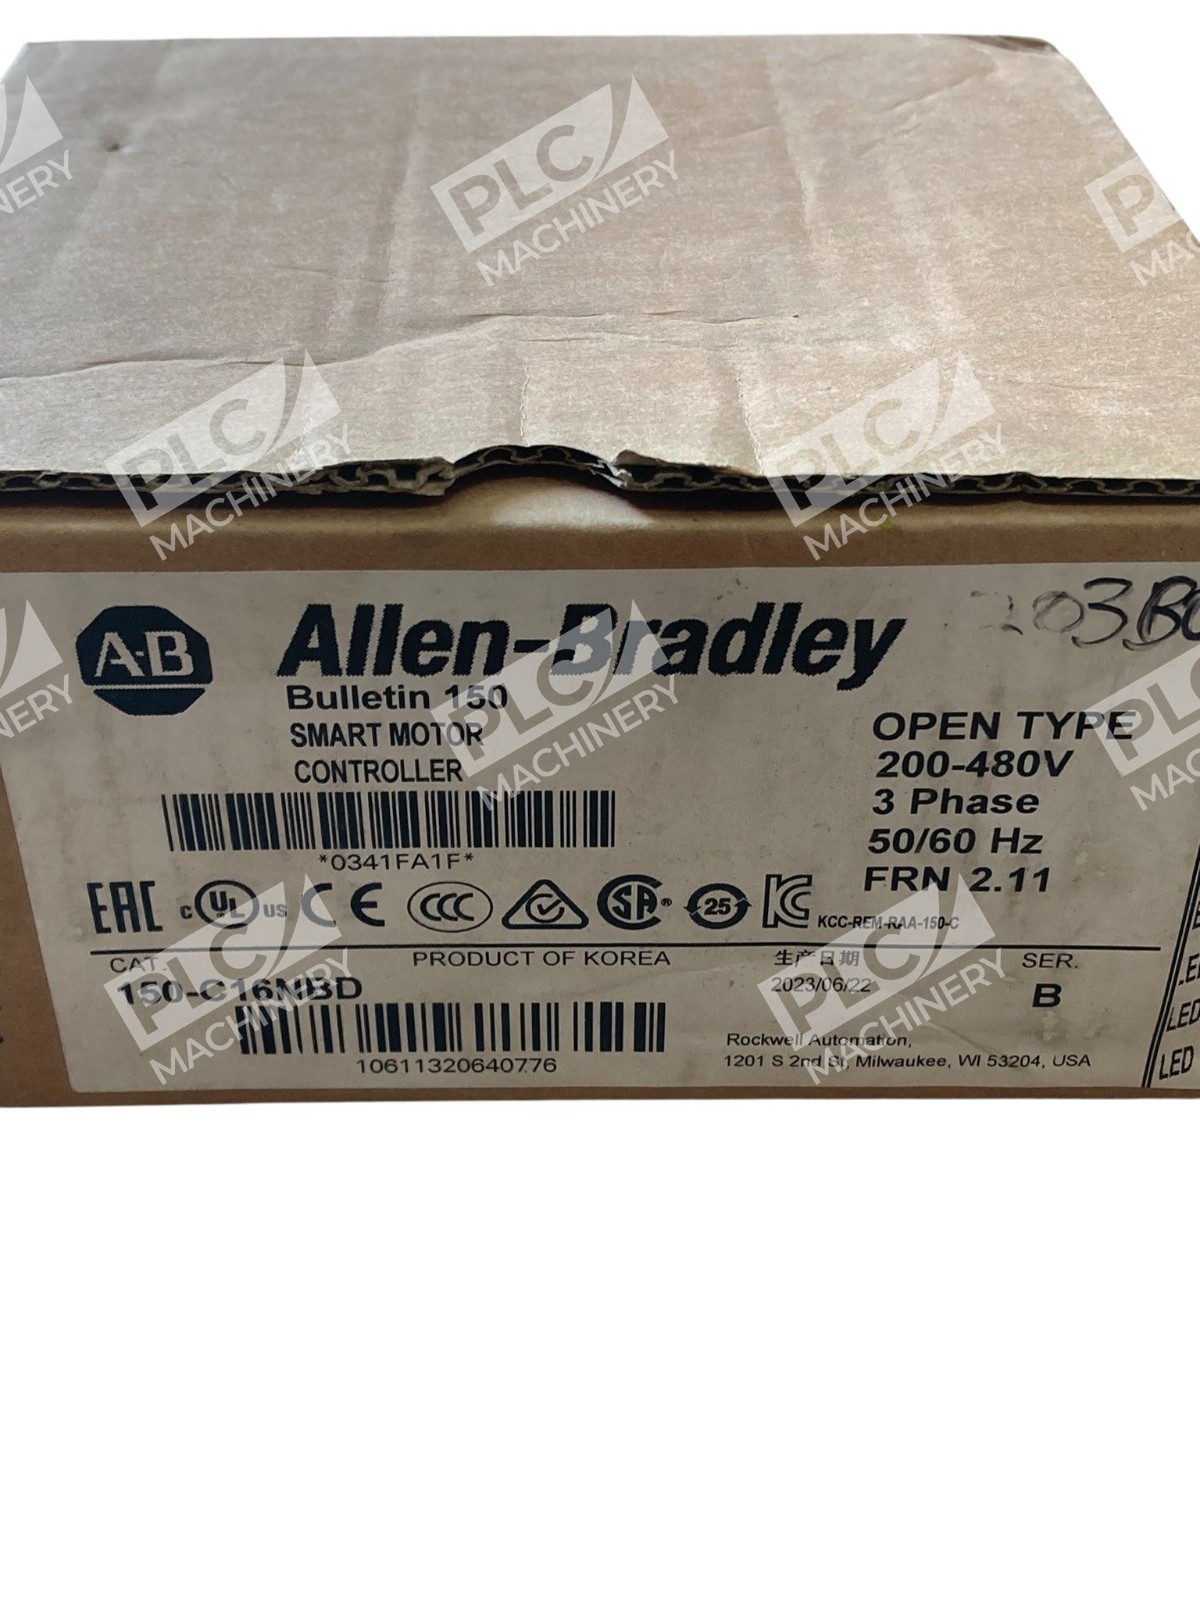 PLC
MACHINERY
A-B
Allen-Bradley
Bulletin 150
SMART MOTOR
CONTROLLER
*0341FA1F*
OPEN TYPE
200-480V
3 Phase
50/60 Hz
FRN 2.11
EAC c UL US CE CCC SA 25 KC KCC-REM-RAA-150-C
CAT. PRODUCT OF KOREA 生产日期 SER.
150-C16NBD 2023/06/22 B
10611320640776
Rockwell Automation,
1201 S 2nd St, Milwaukee, WI 53204, USA
LED
LED